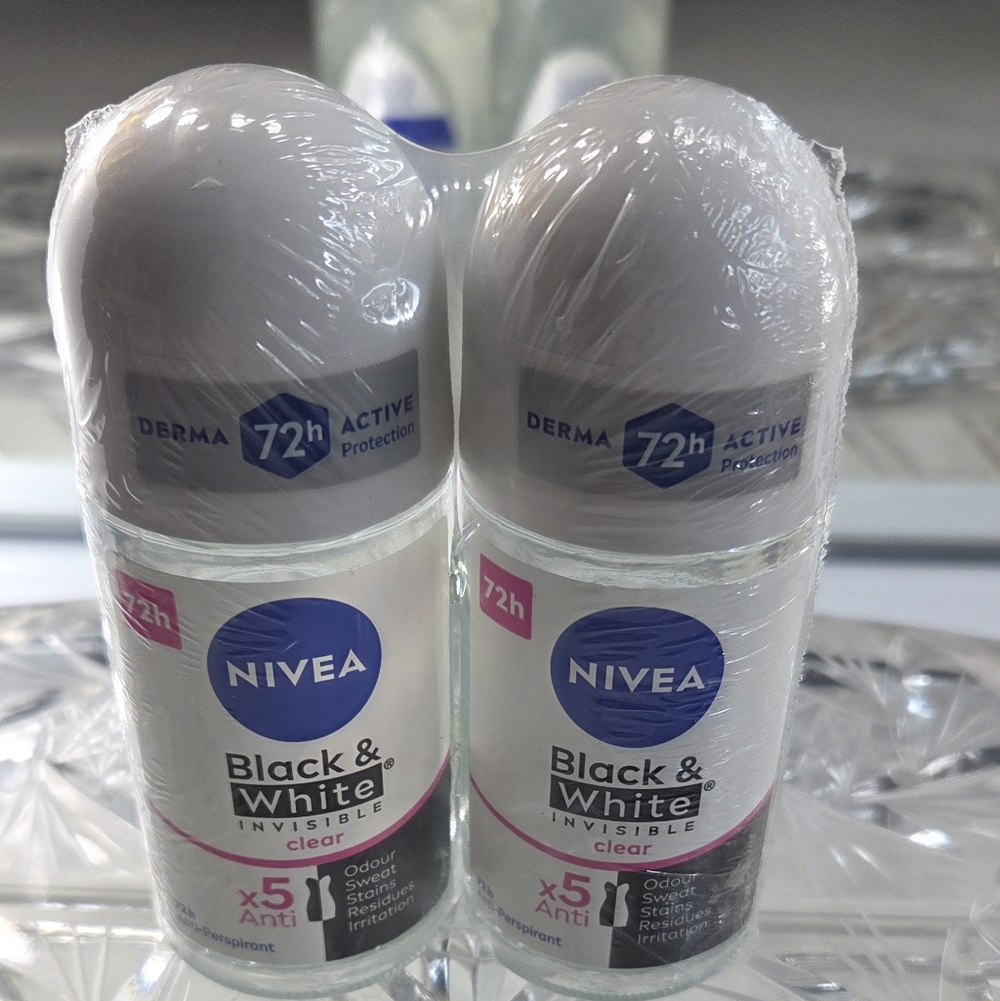 DERMA 72h ACTIVE
Protection
72h
NIVEA
Black &
White®
INVISIBLE
clear
x5
Anti
Odour
Sweat
Stains
Residues
Irritation
72h
Anti-Perspirant
DERMA 72h ACTIVE
Protection
72h
NIVEA
Black &
White®
INVISIBLE
clear
x5
Anti
Odour
Sweat
Stains
Residues
Irritation
72h
Anti-Perspirant